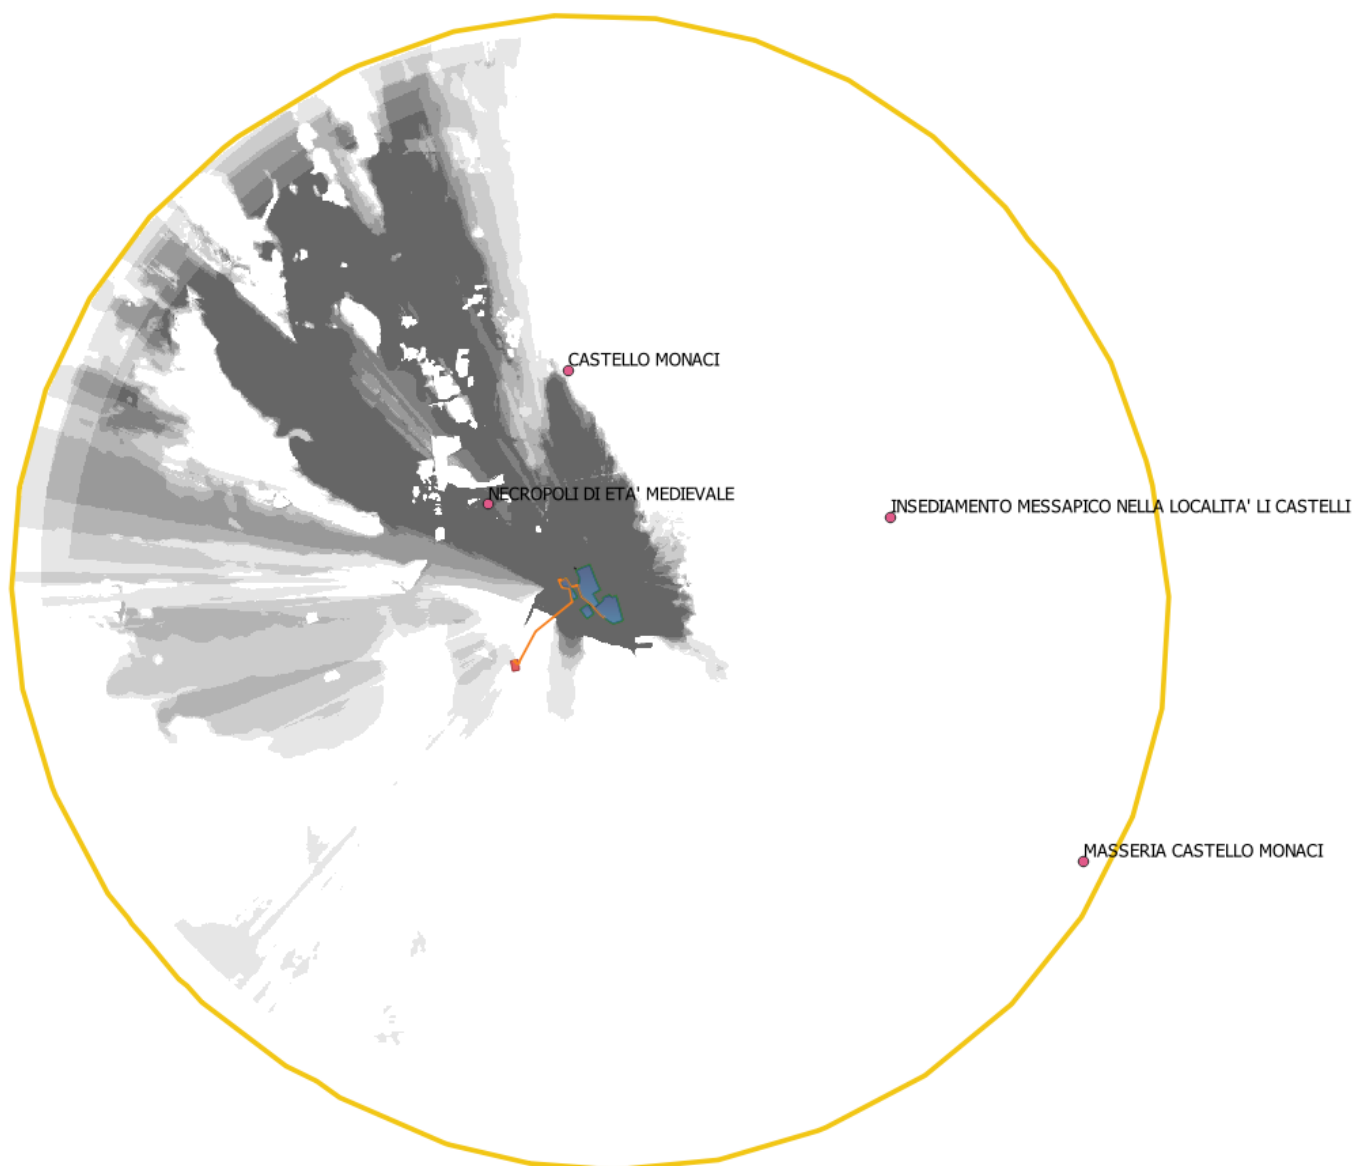 CASTELLO MONACI
NECROPOLI DI ETA' MEDIEVALE
INSEDIAMENTO MESSAPICO NELLA LOCALITA' LI CASTELLI
MASSERIA CASTELLO MONACI